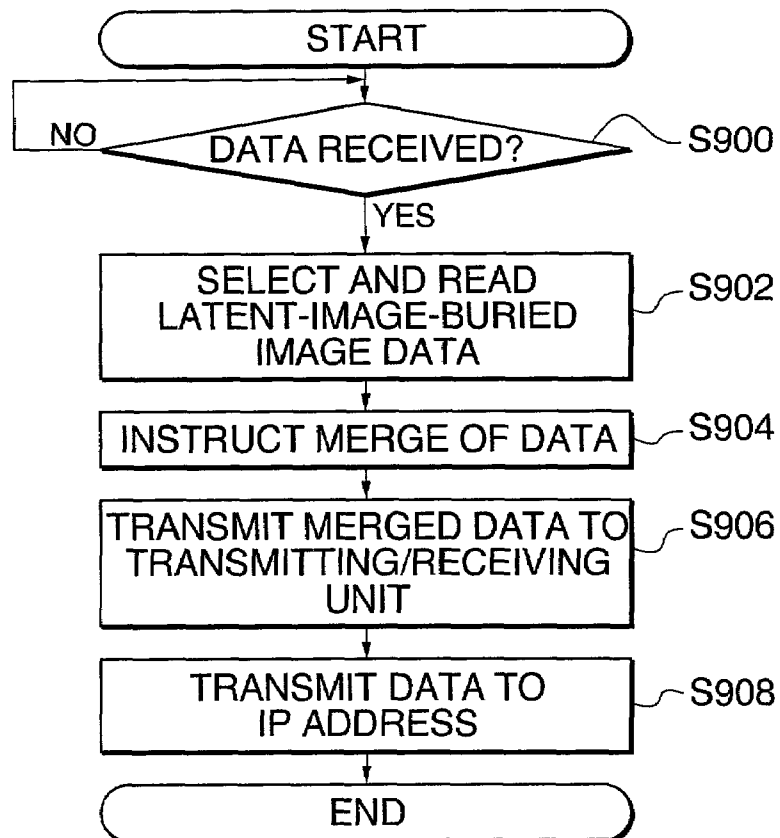 START
NO
DATA RECEIVED?
S900
YES
SELECT AND READ
LATENT-IMAGE-BURIED
IMAGE DATA
S902
INSTRUCT MERGE OF DATA
S904
TRANSMIT MERGED DATA TO
TRANSMITTING/RECEIVING
UNIT
S906
TRANSMIT DATA TO
IP ADDRESS
S908
END